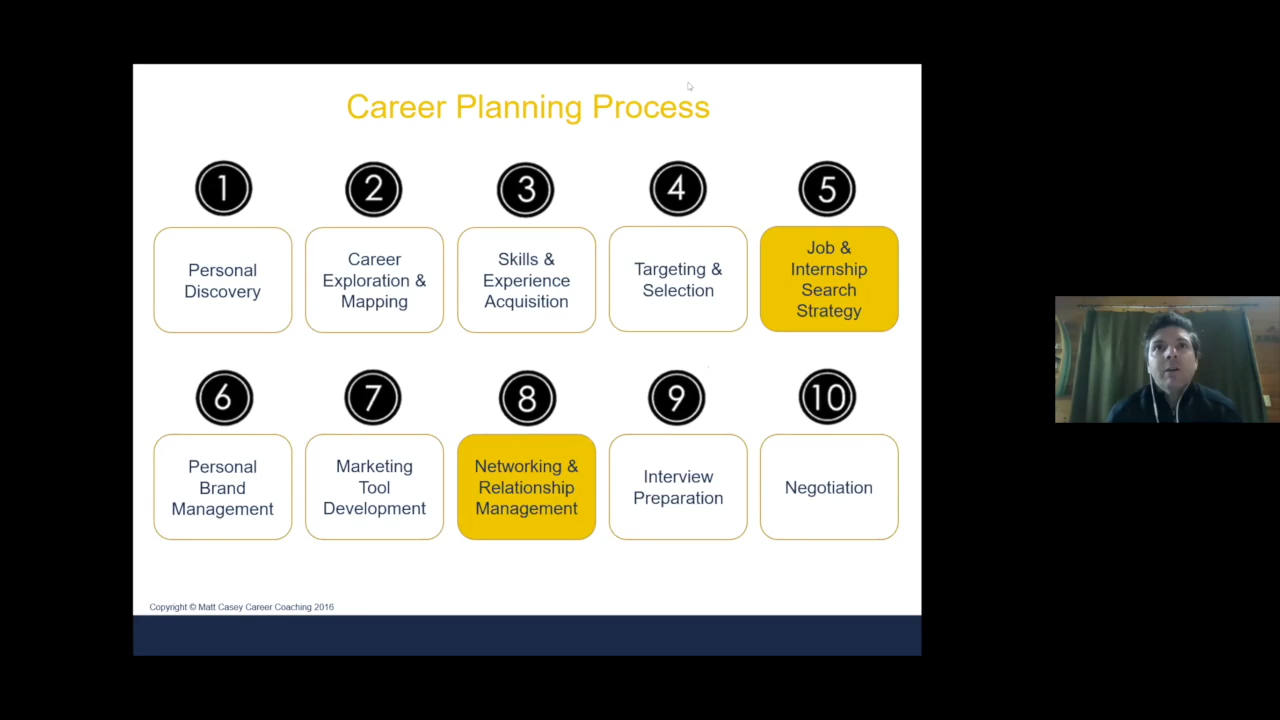 Career Planning Process
1
2
3
4
5
Personal
Discovery
Career
Exploration &
Mapping
Skills &
Experience
Acquisition
Targeting &
Selection
Job &
Internship
Search
Strategy
6
7
8
9
10
Personal
Brand
Management
Marketing
Tool
Development
Networking &
Relationship
Management
Interview
Preparation
Negotiation
Copyright © Matt Casey Career Coaching 2016